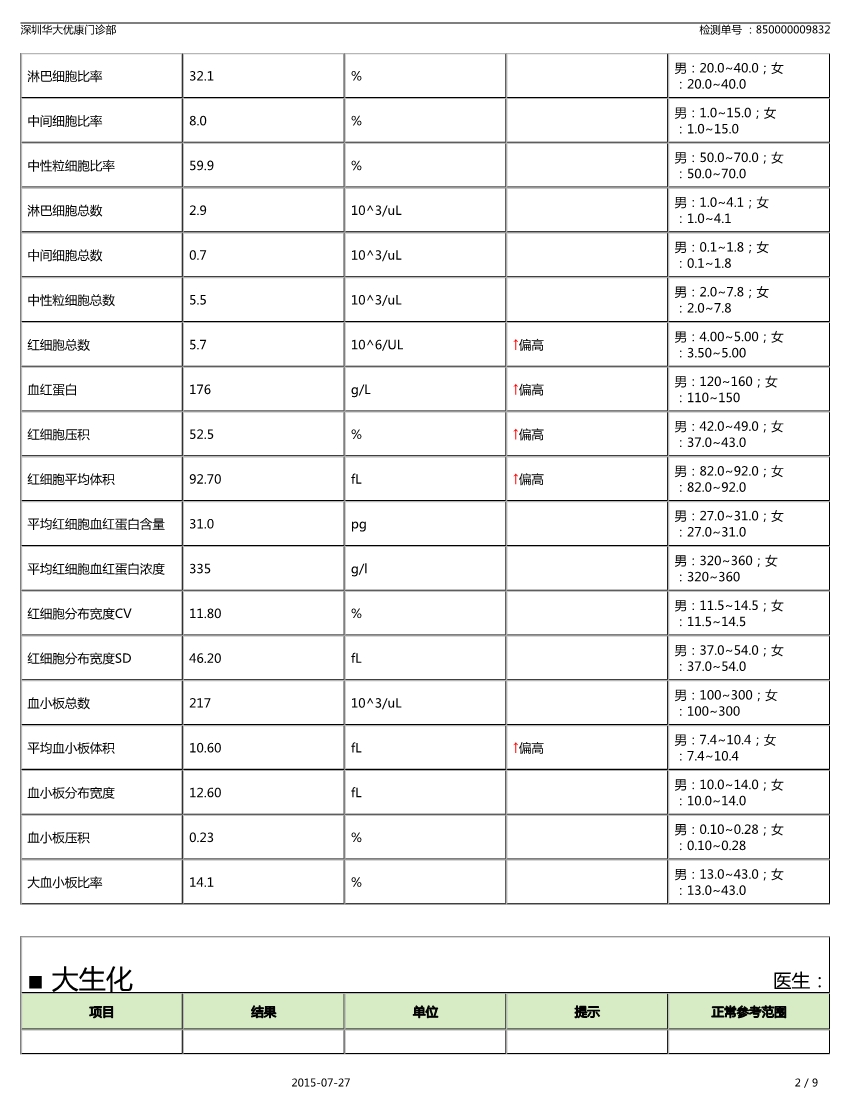 深圳华大优康门诊部 检测单号 ：850000009832
淋巴细胞比率 32.1 % 男：20.0~40.0；女
：20.0~40.0
中间细胞比率 8.0 % 男：1.0~15.0；女
：1.0~15.0
中性粒细胞比率 59.9 % 男：50.0~70.0；女
：50.0~70.0
淋巴细胞总数 2.9 10^3/uL 男：1.0~4.1；女
：1.0~4.1
中间细胞总数 0.7 10^3/uL 男：0.1~1.8；女
：0.1~1.8
中性粒细胞总数 5.5 10^3/uL 男：2.0~7.8；女
：2.0~7.8
红细胞总数 5.7 10^6/UL ↑偏高 男：4.00~5.00；女
：3.50~5.00
血红蛋白 176 g/L ↑偏高 男：120~160；女
：110~150
红细胞压积 52.5 % ↑偏高 男：42.0~49.0；女
：37.0~43.0
红细胞平均体积 92.70 fL ↑偏高 男：82.0~92.0；女
：82.0~92.0
平均红细胞血红蛋白含量 31.0 pg 男：27.0~31.0；女
：27.0~31.0
平均红细胞血红蛋白浓度 335 g/l 男：320~360；女
：320~360
红细胞分布宽度CV 11.80 % 男：11.5~14.5；女
：11.5~14.5
红细胞分布宽度SD 46.20 fL 男：37.0~54.0；女
：37.0~54.0
血小板总数 217 10^3/uL 男：100~300；女
：100~300
平均血小板体积 10.60 fL ↑偏高 男：7.4~10.4；女
：7.4~10.4
血小板分布宽度 12.60 fL 男：10.0~14.0；女
：10.0~14.0
血小板压积 0.23 % 男：0.10~0.28；女
：0.10~0.28
大血小板比率 14.1 % 男：13.0~43.0；女
：13.0~43.0
■ 大生化 医生：
项目 结果 单位 提示 正常参考范围
2015-07-27 2 / 9